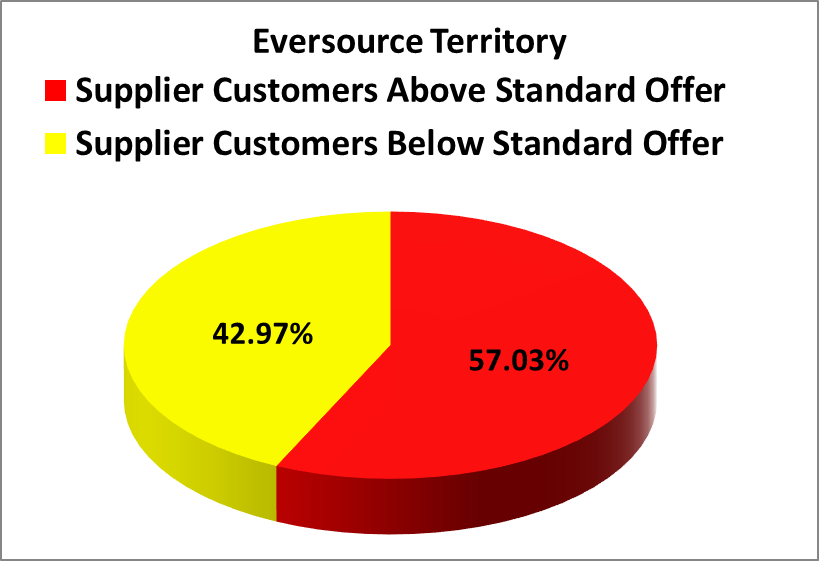 Eversource Territory
Supplier Customers Above Standard Offer
Supplier Customers Below Standard Offer
42.97%
57.03%